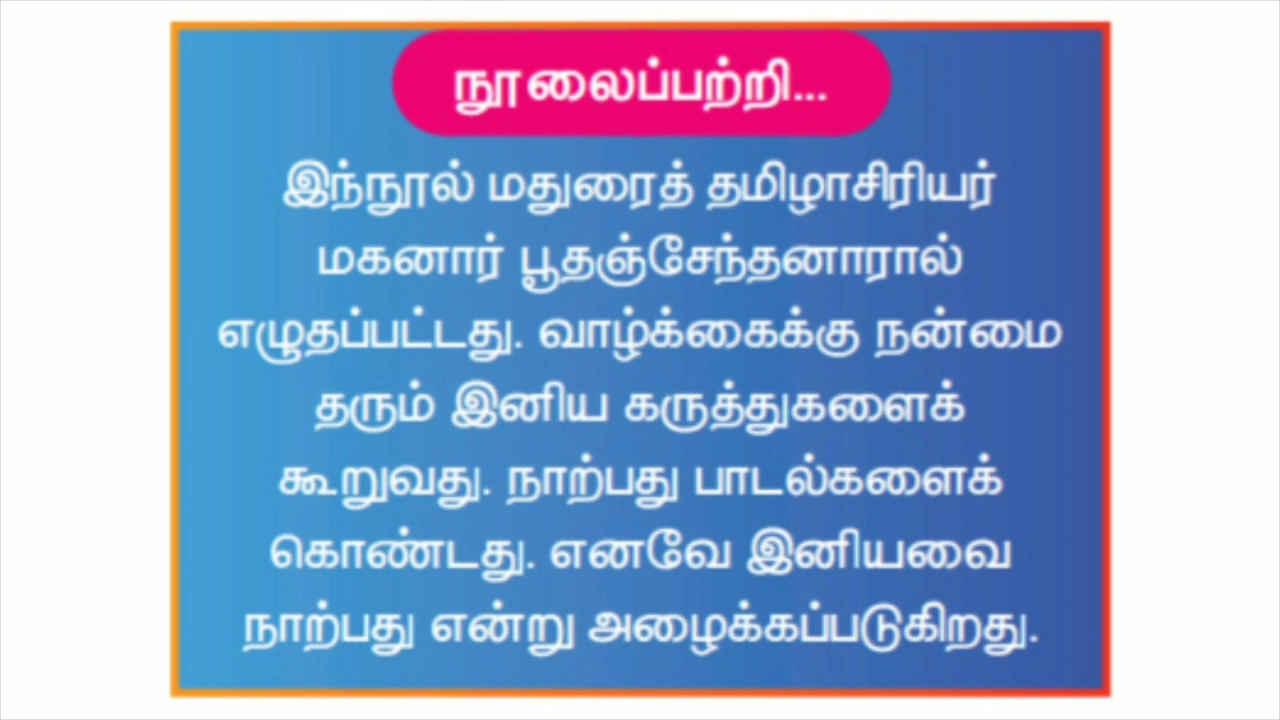 நூலைப்பற்றி...
இந்நூல் மதுரைத் தமிழாசிரியர்
மகனார் பூதஞ்சேந்தனாரால்
எழுதப்பட்டது. வாழ்க்கைக்கு நன்மை
தரும் இனிய கருத்துகளைக்
கூறுவது. நாற்பது பாடல்களைக்
கொண்டது. எனவே இனியவை
நாற்பது என்று அழைக்கப்படுகிறது.